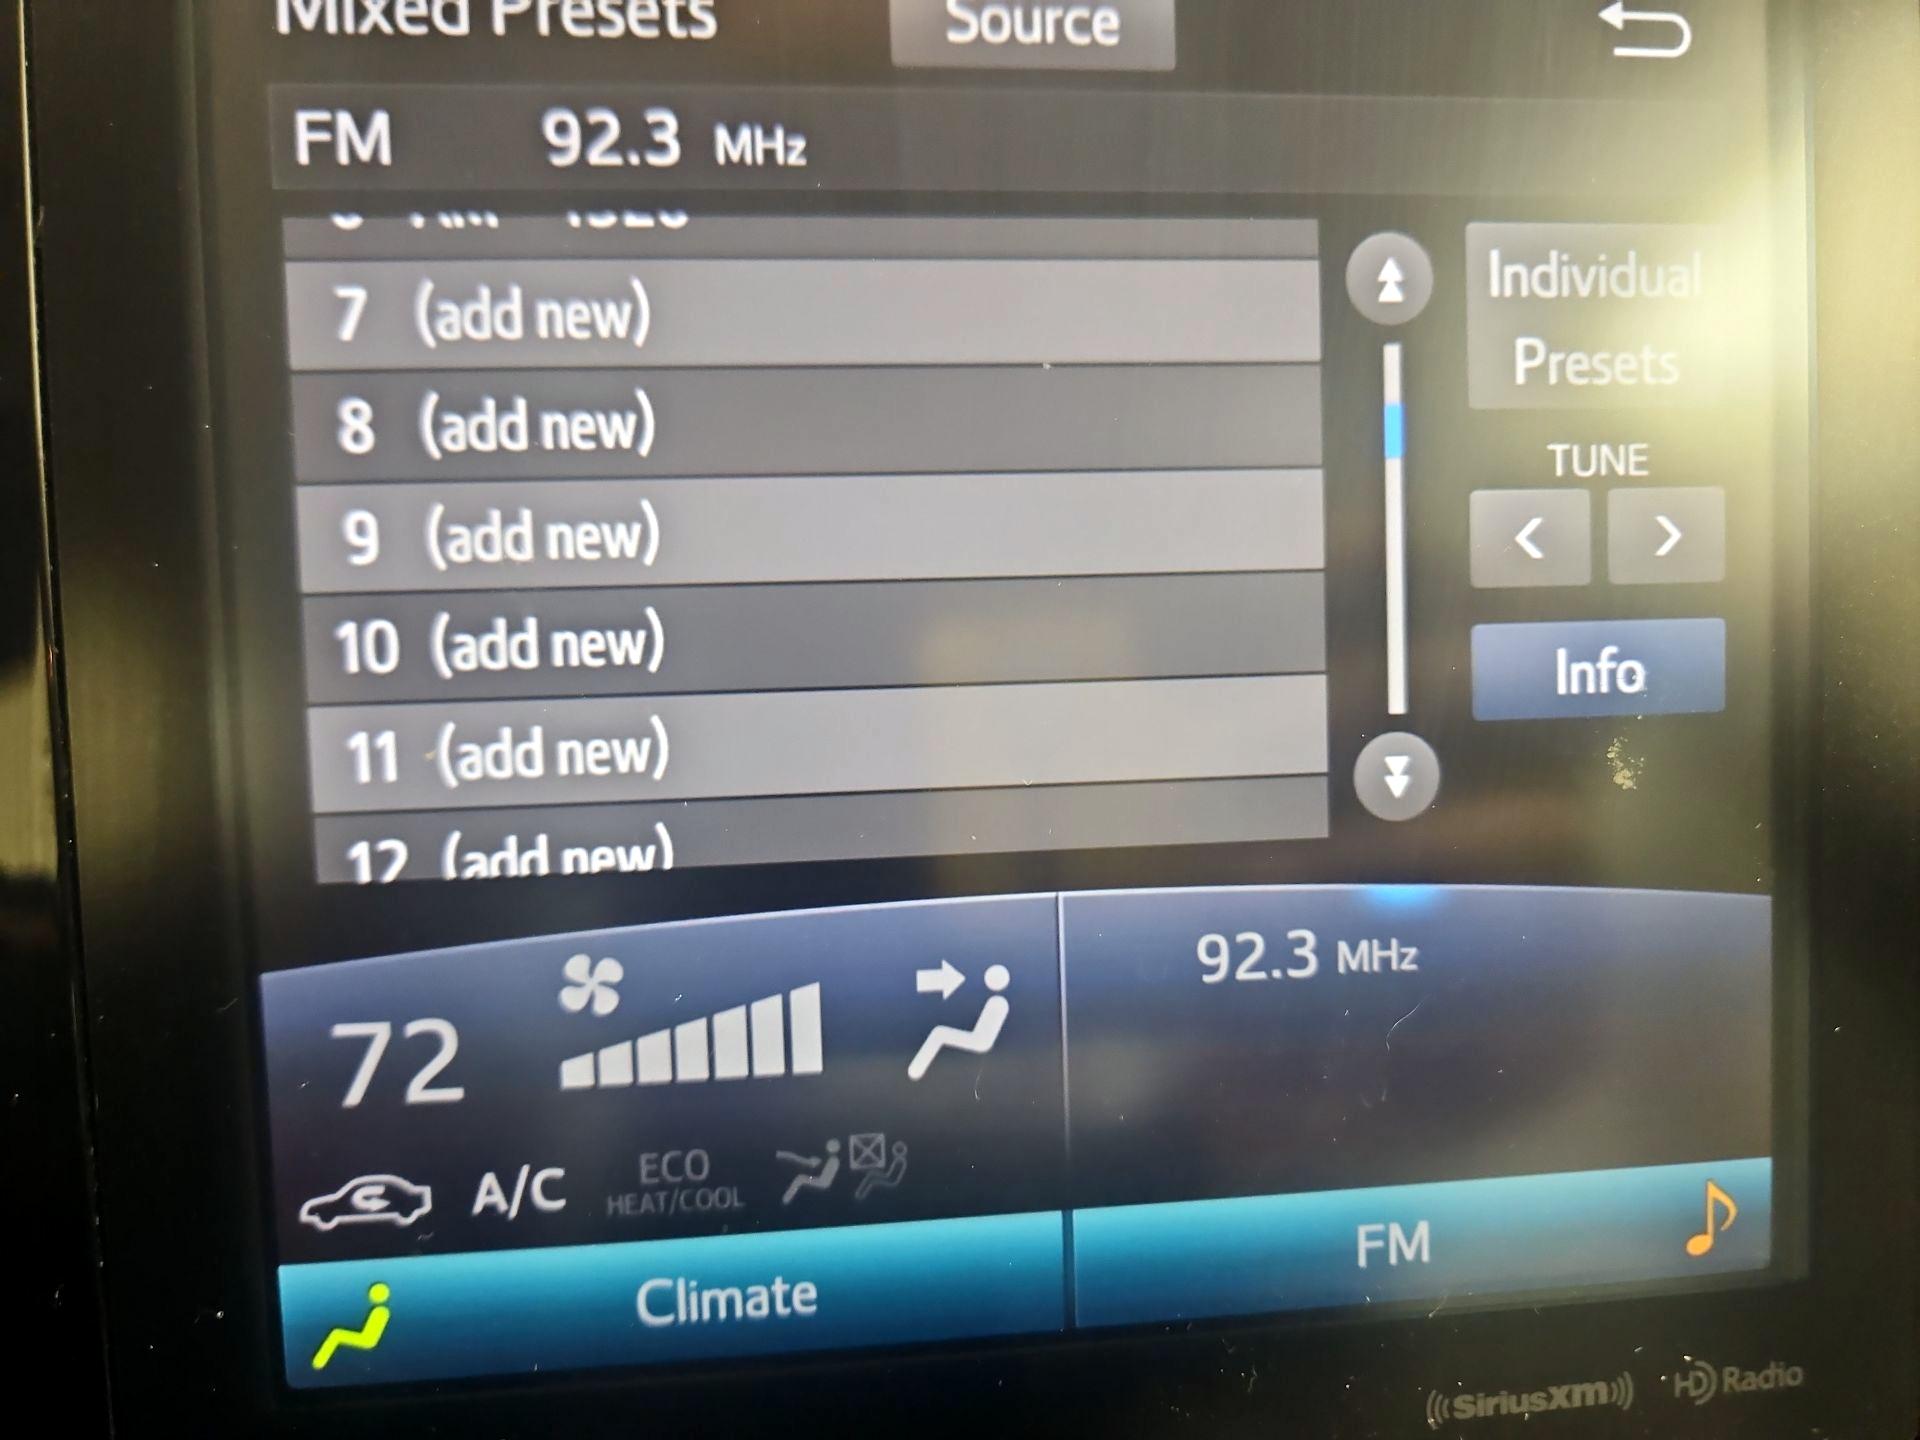 Mixed Presets Source
FM 92.3 MHz
7 (add new)
8 (add new)
9 (add new)
10 (add new)
11 (add new)
12 (add new)
Individual
Presets
TUNE
Info
72
92.3 MHz
A/C
ECO
HEAT/COOL
Climate
FM
SiriusXM
HD Radio